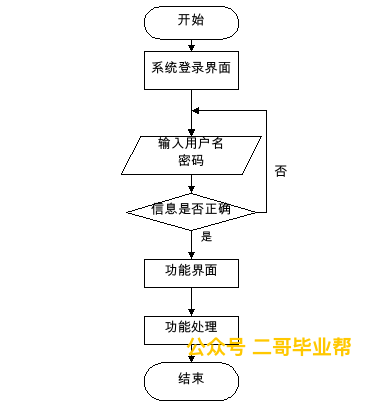 开始
系统登录界面
输入用户名
密码
否
信息是否正确
是
功能界面
功能处理
公众号 二哥毕业帮
结束